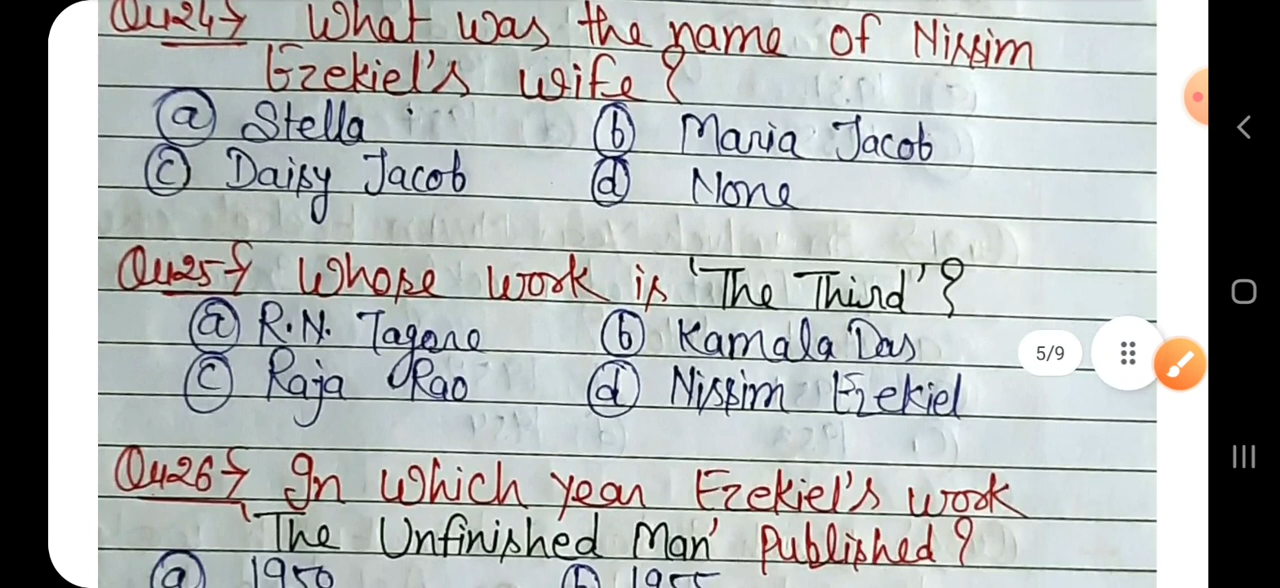 Qu24→ What was the name of Nissim
Ezekiel's wife?
(a) Stella (b) Maria Jacob
(c) Daisy Jacob (d) None
Qu25→ Whose work is 'The Third'?
(a) R.N. Tagore (b) Kamala Das
(c) Raja Rao (d) Nissim Ezekiel
5/9
Qu26→ In which year Ezekiel's work
'The Unfinished Man' Published?
(a) 1950 (b) 1955